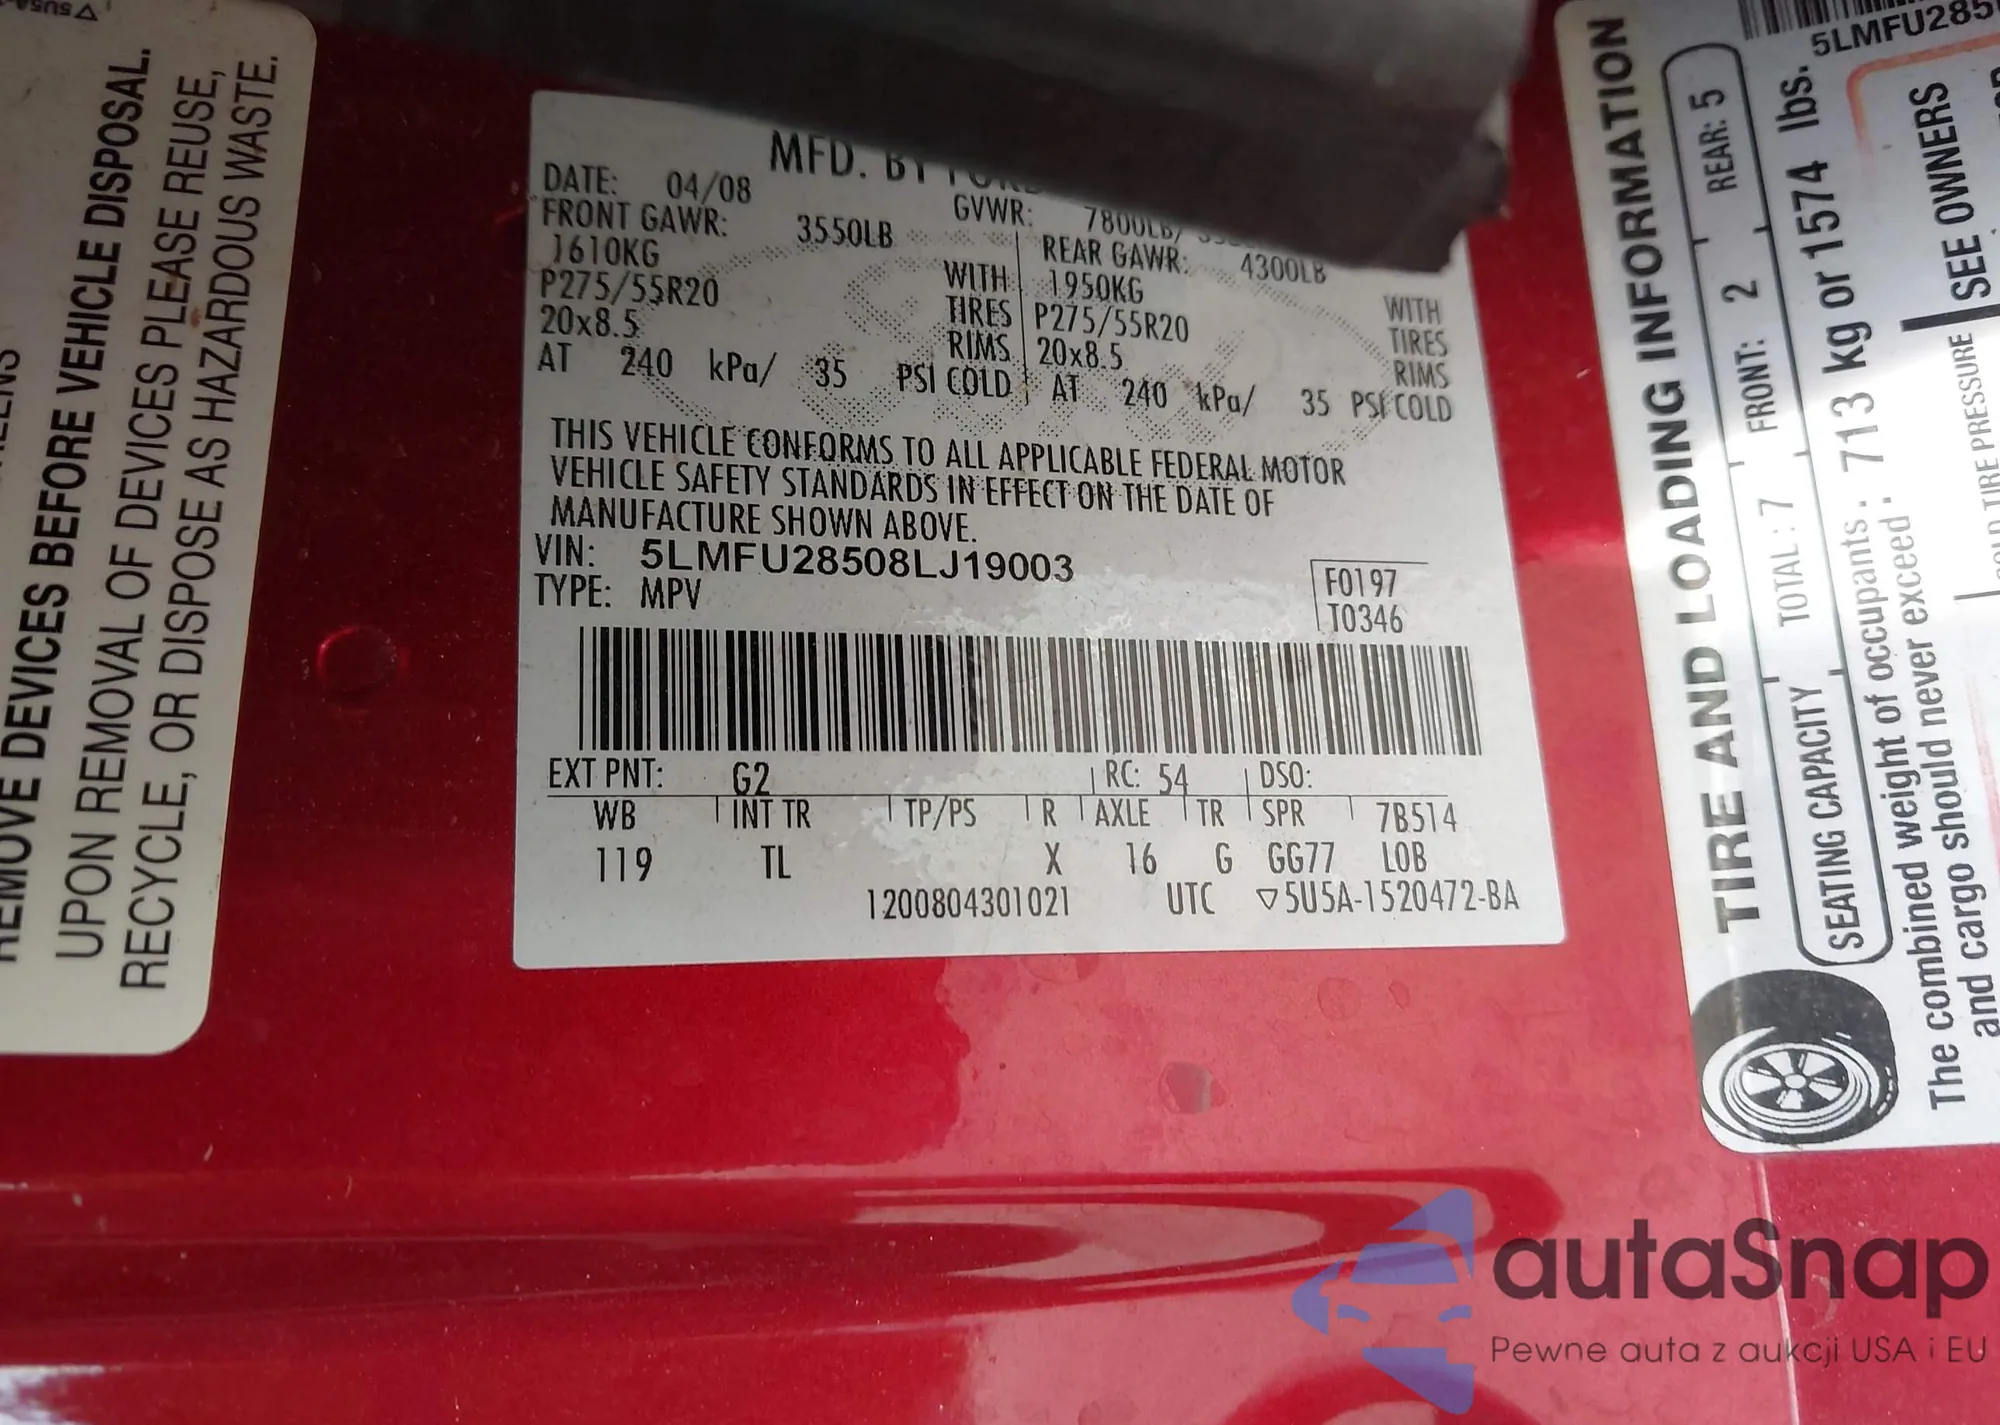 REMOVE DEVICES BEFORE VEHICLE DISPOSAL.
UPON REMOVAL OF DEVICES PLEASE REUSE,
RECYCLE, OR DISPOSE AS HAZARDOUS WASTE.
MFD. BY
DATE: 04/08 GVWR: 7800LB/
FRONT GAWR: 3550LB REAR GAWR: 4300LB
1610KG WITH 1950KG WITH
P275/55R20 TIRES P275/55R20 TIRES
20x8.5 RIMS 20x8.5 RIMS
AT 240 kPa/ 35 PSI COLD AT 240 kPa/ 35 PSI COLD
THIS VEHICLE CONFORMS TO ALL APPLICABLE FEDERAL MOTOR
VEHICLE SAFETY STANDARDS IN EFFECT ON THE DATE OF
MANUFACTURE SHOWN ABOVE.
VIN: 5LMFU28508LJ19003
TYPE: MPV
F0197
T0346
EXT PNT: G2 RC: 54 DSO:
WB INT TR TP/PS R AXLE TR SPR 7B514
119 TL X 16 G GG77 LOB
1200804301021 UTC ▽5U5A-1520472-BA
5LMFU285
TIRE AND LOADING INFORMATION
SEATING CAPACITY TOTAL : 7 FRONT: 2 REAR: 5
The combined weight of occupants : 713 kg or 1574 lbs.
and cargo should never exceed :
SEE OWNERS
TIRE PRESSURE
autaSnap
Pewne auta z aukcji USA i EU